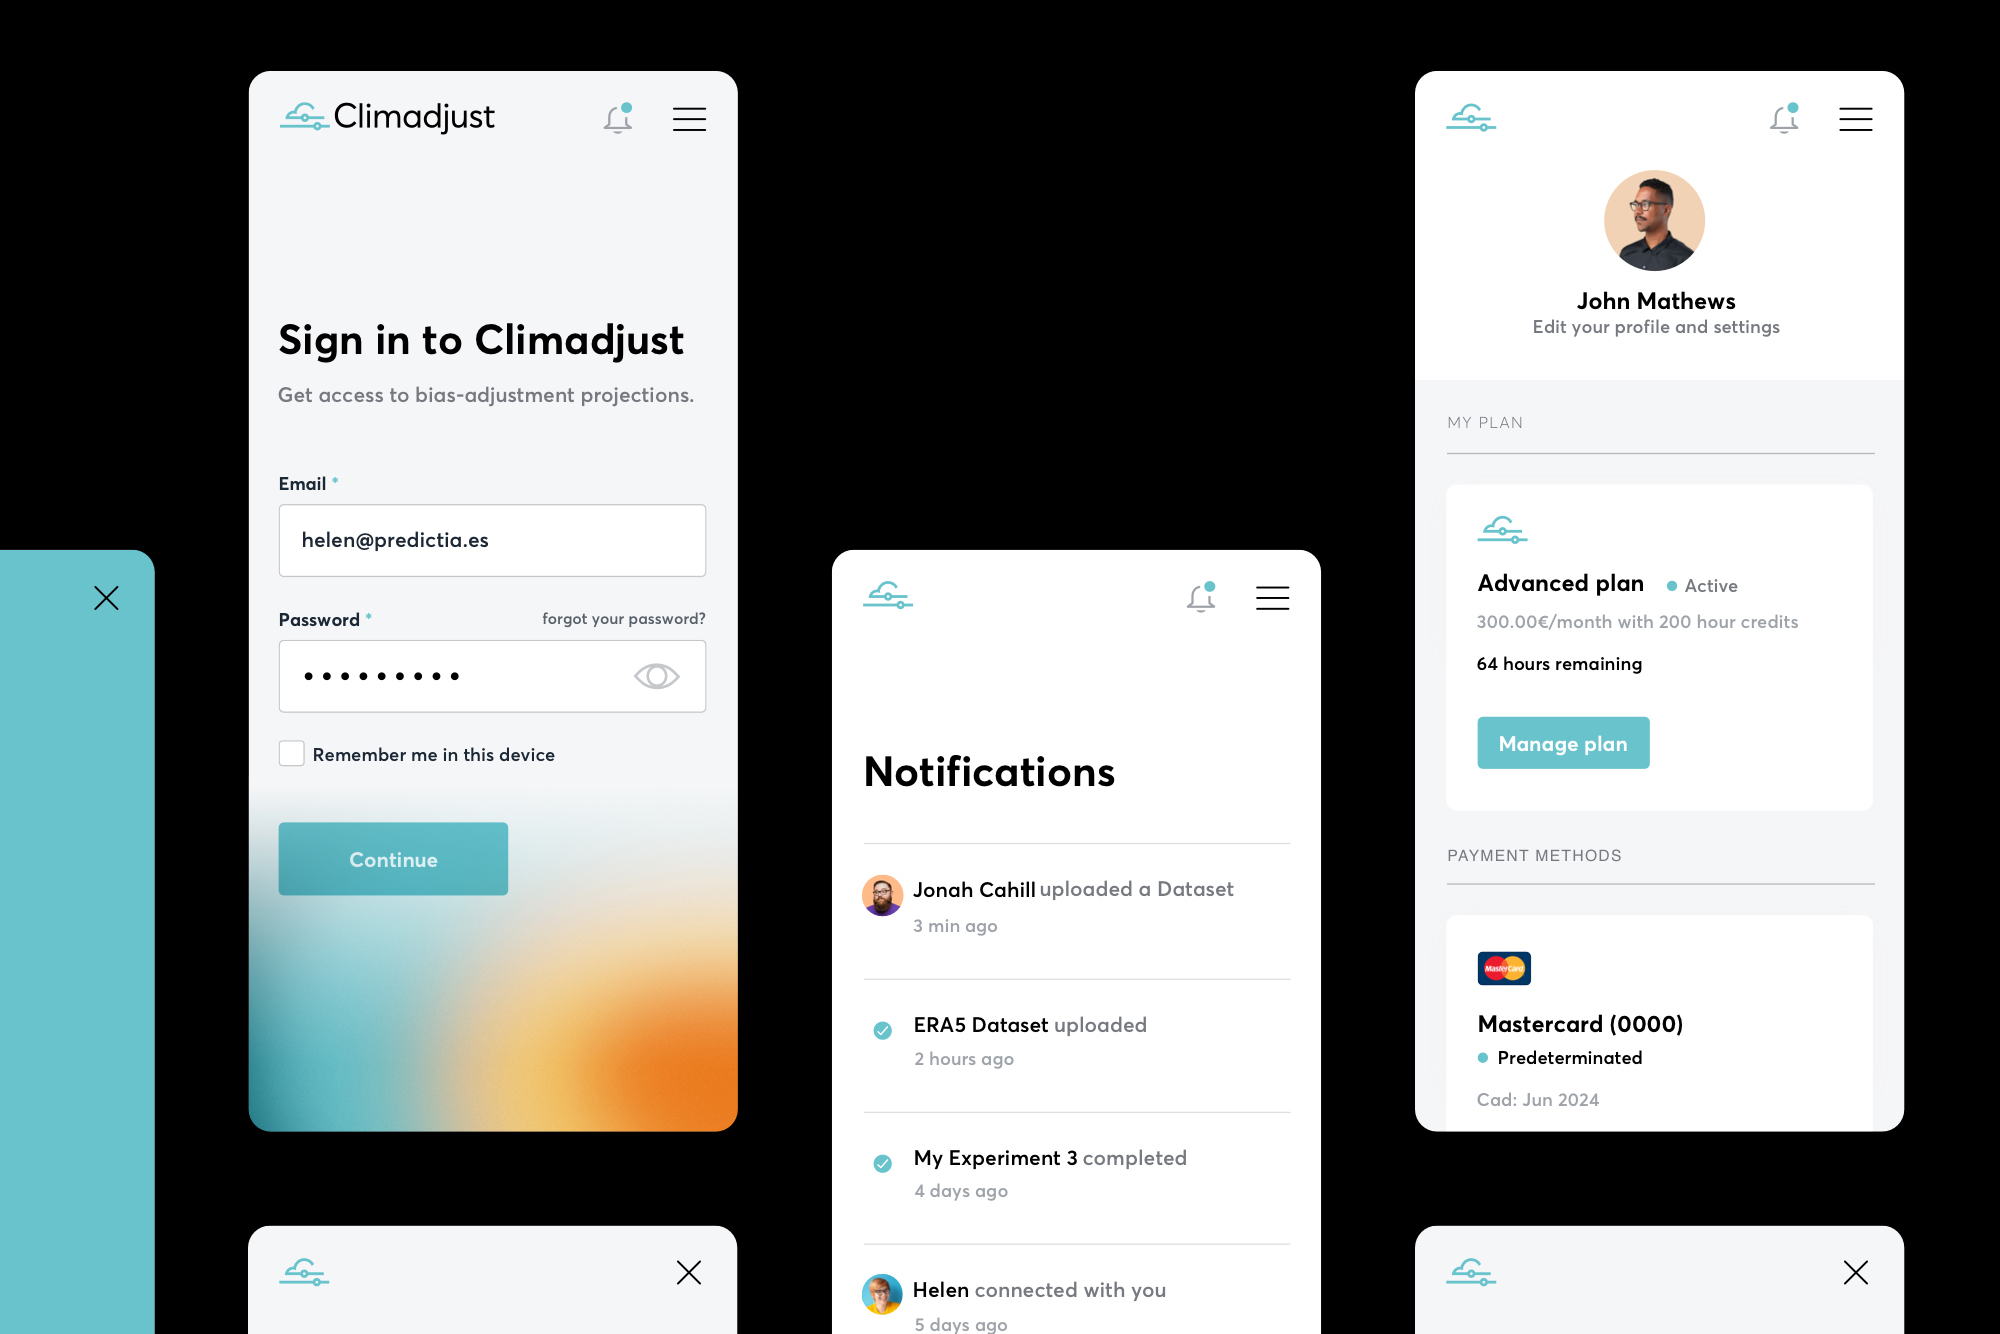 Climadjust
Sign in to Climadjust
Get access to bias-adjustment projections.
Email *
helen@predictia.es
Password *
forgot your password?
Remember me in this device
Continue
Notifications
Jonah Cahill uploaded a Dataset
3 min ago
ERA5 Dataset uploaded
2 hours ago
My Experiment 3 completed
4 days ago
Helen connected with you
5 days ago
John Mathews
Edit your profile and settings
MY PLAN
Advanced plan
Active
300.00€/month with 200 hour credits
64 hours remaining
Manage plan
PAYMENT METHODS
MasterCard
Mastercard (0000)
Predeterminated
Cad: Jun 2024